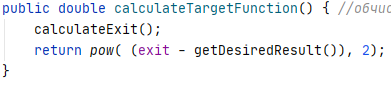 public double calculateTargetFunction() { //обчис
calculateExit();
return pow( (exit - getDesiredResult()), 2);
}